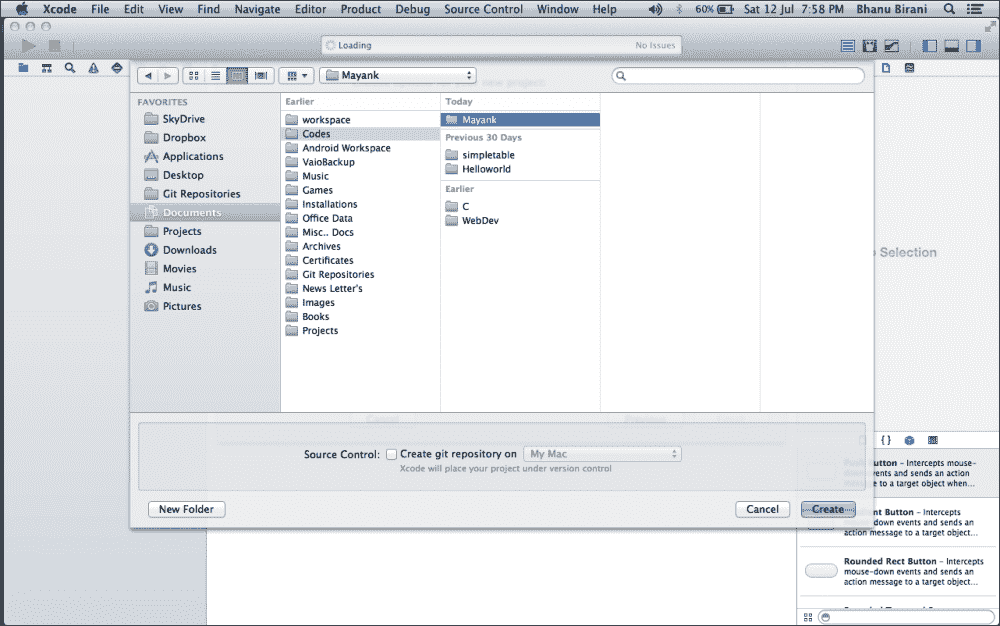 Xcode File Edit View Find Navigate Editor Product Debug Source Control Window Help 60% Sat 12 Jul 7:58 PM Bhanu Birani
Loading No Issues
Mayank
FAVORITES
SkyDrive
Dropbox
Applications
Desktop
Git Repositories
Documents
Projects
Downloads
Movies
Music
Pictures
Earlier
workspace
Codes
Android Workspace
VaioBackup
Music
Games
Installations
Office Data
Misc.. Docs
Archives
Certificates
Git Repositories
News Letter's
Images
Books
Projects
Today
Mayank
Previous 30 Days
simpletable
Helloworld
Earlier
C
WebDev
Selection
Source Control: Create git repository on My Mac
Xcode will place your project under version control
New Folder Cancel Create
Button - Intercepts mouse-
events and sends an action
message to a target object when...
Button - Intercepts
mouse-down events and sends an
action message to a target object...
Rounded Rect Button - Intercepts
mouse-down events and sends an
action message to a target object...